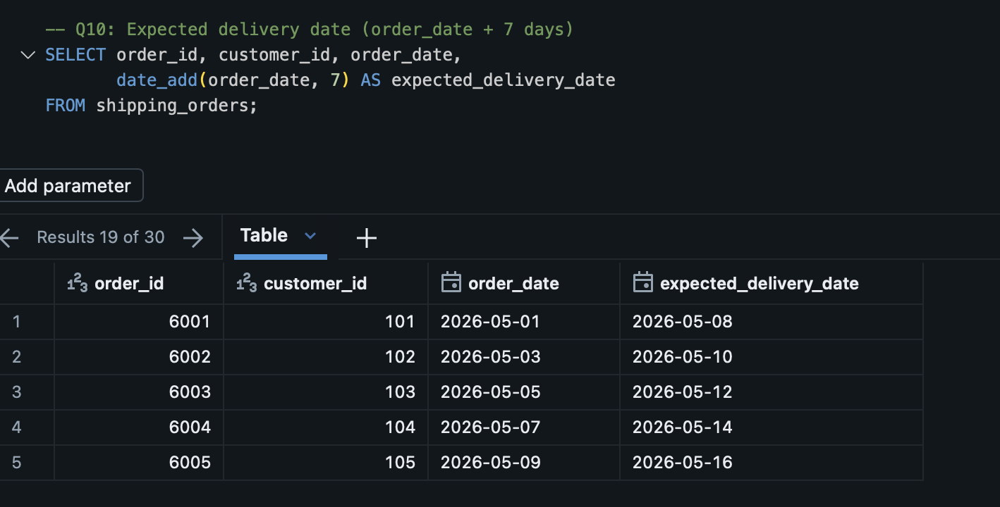 -- Q10: Expected delivery date (order_date + 7 days)
SELECT order_id, customer_id, order_date,
       date_add(order_date, 7) AS expected_delivery_date
FROM shipping_orders;
Add parameter
Results 19 of 30 Table
order_id customer_id order_date expected_delivery_date
1 6001 101 2026-05-01 2026-05-08
2 6002 102 2026-05-03 2026-05-10
3 6003 103 2026-05-05 2026-05-12
4 6004 104 2026-05-07 2026-05-14
5 6005 105 2026-05-09 2026-05-16